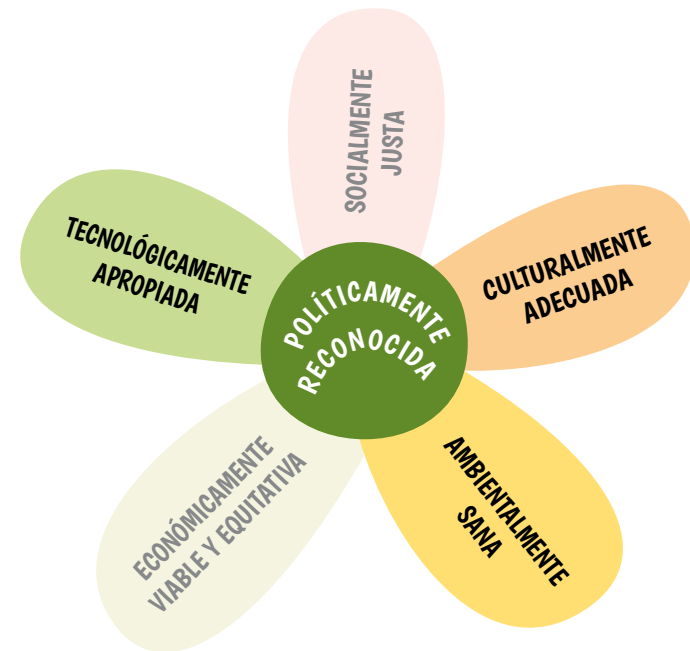 SOCIALMENTE
JUSTA
TECNOLÓGICAMENTE
APROPIADA
CULTURALMENTE
ADECUADA
POLÍTICAMENTE
RECONOCIDA
ECONÓMICAMENTE
VIABLE Y EQUITATIVA
AMBIENTALMENTE
SANA